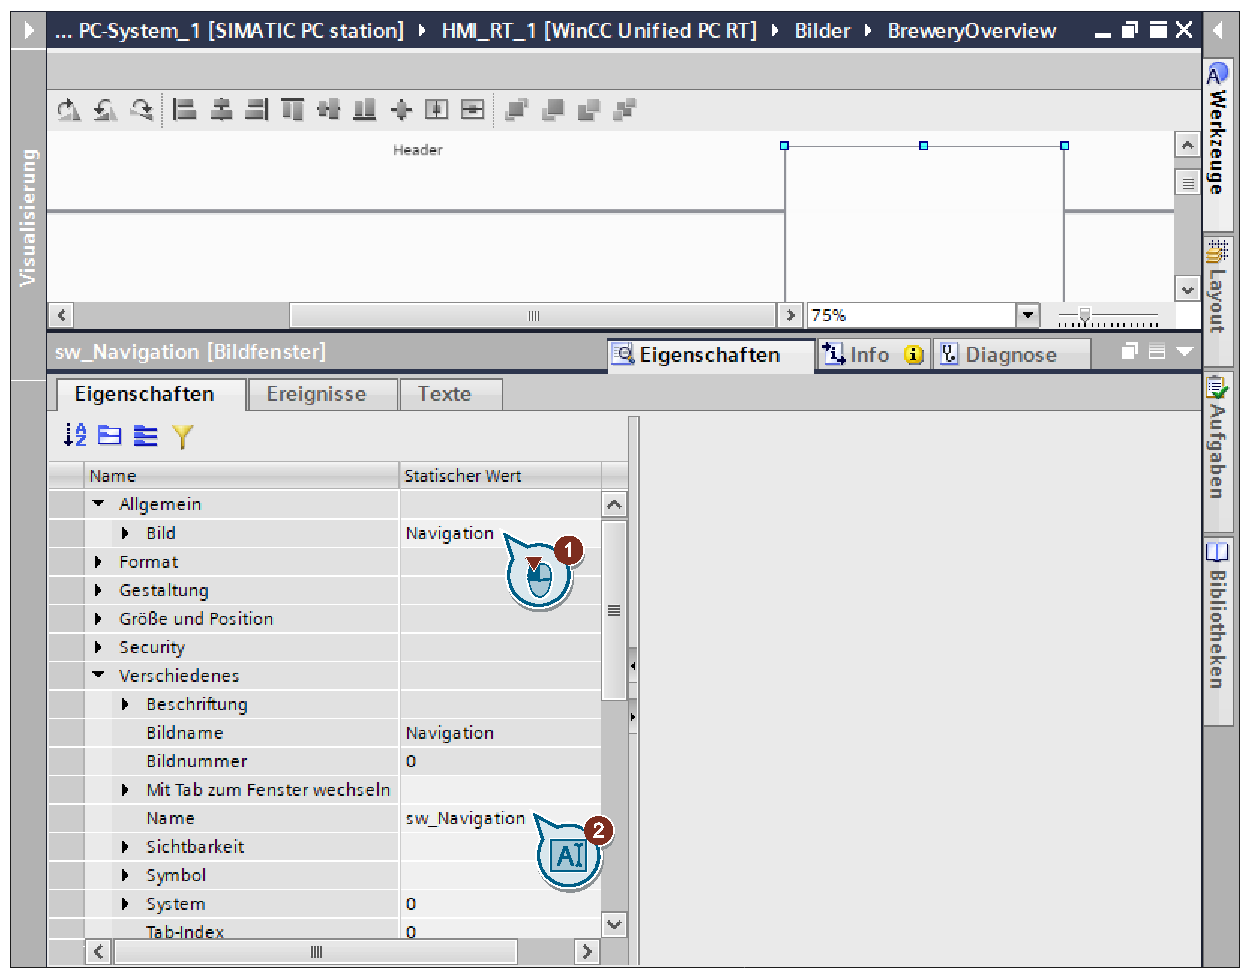 ... PC-System_1 [SIMATIC PC station] ▸ HMI_RT_1 [WinCC Unified PC RT] ▸ Bilder ▸ BreweryOverview
Visualisierung
Header
75%
Werkzeuge
Layout
Aufgaben
Bibliotheken
sw_Navigation [Bildfenster]
Eigenschaften Info Diagnose
Eigenschaften Ereignisse Texte
Name Statischer Wert
Allgemein
Bild Navigation
1
Format
Gestaltung
Größe und Position
Security
Verschiedenes
Beschriftung
Bildname Navigation
Bildnummer 0
Mit Tab zum Fenster wechseln
Name sw_Navigation
2
A
Sichtbarkeit
Symbol
System 0
Tab-Index 0